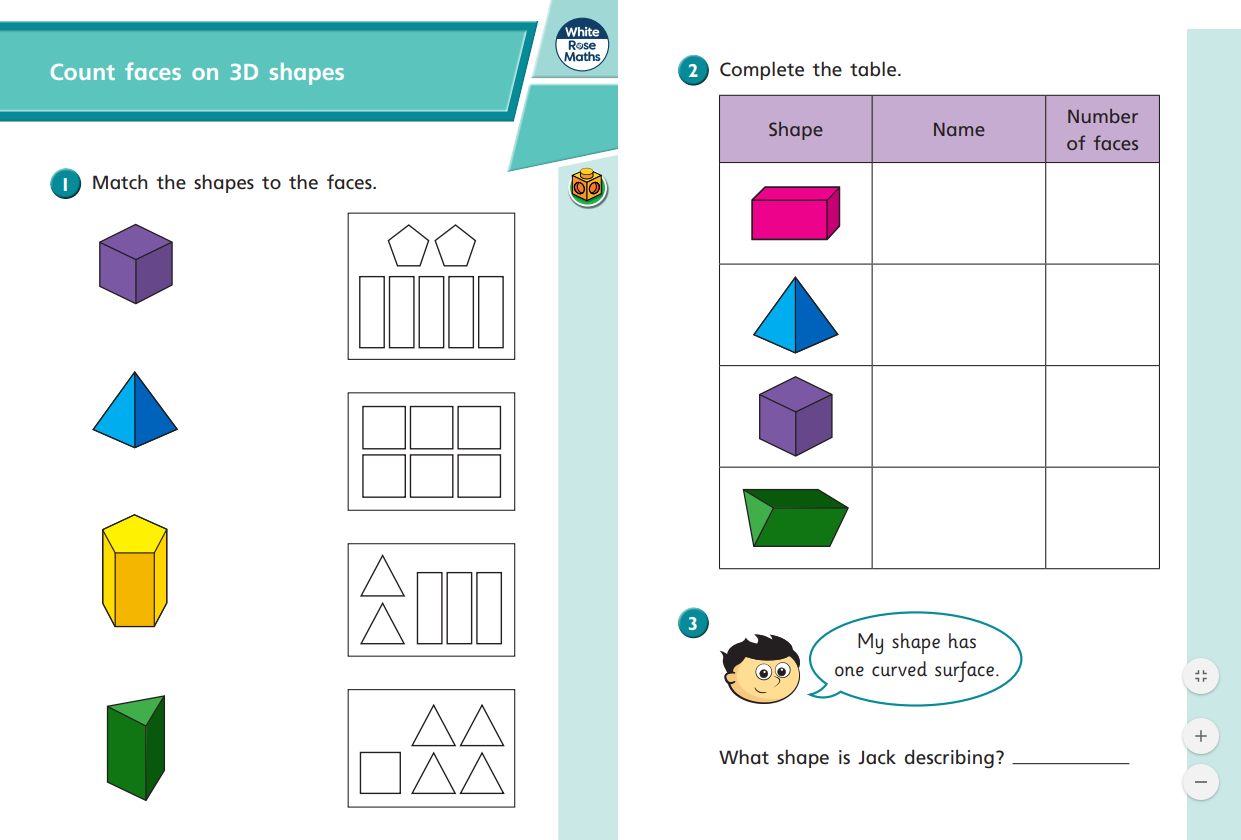 Count faces on 3D shapes
White
Rose
Maths
1 Match the shapes to the faces.
2 Complete the table.
Shape Name Number
of faces
3
My shape has
one curved surface.
What shape is Jack describing?